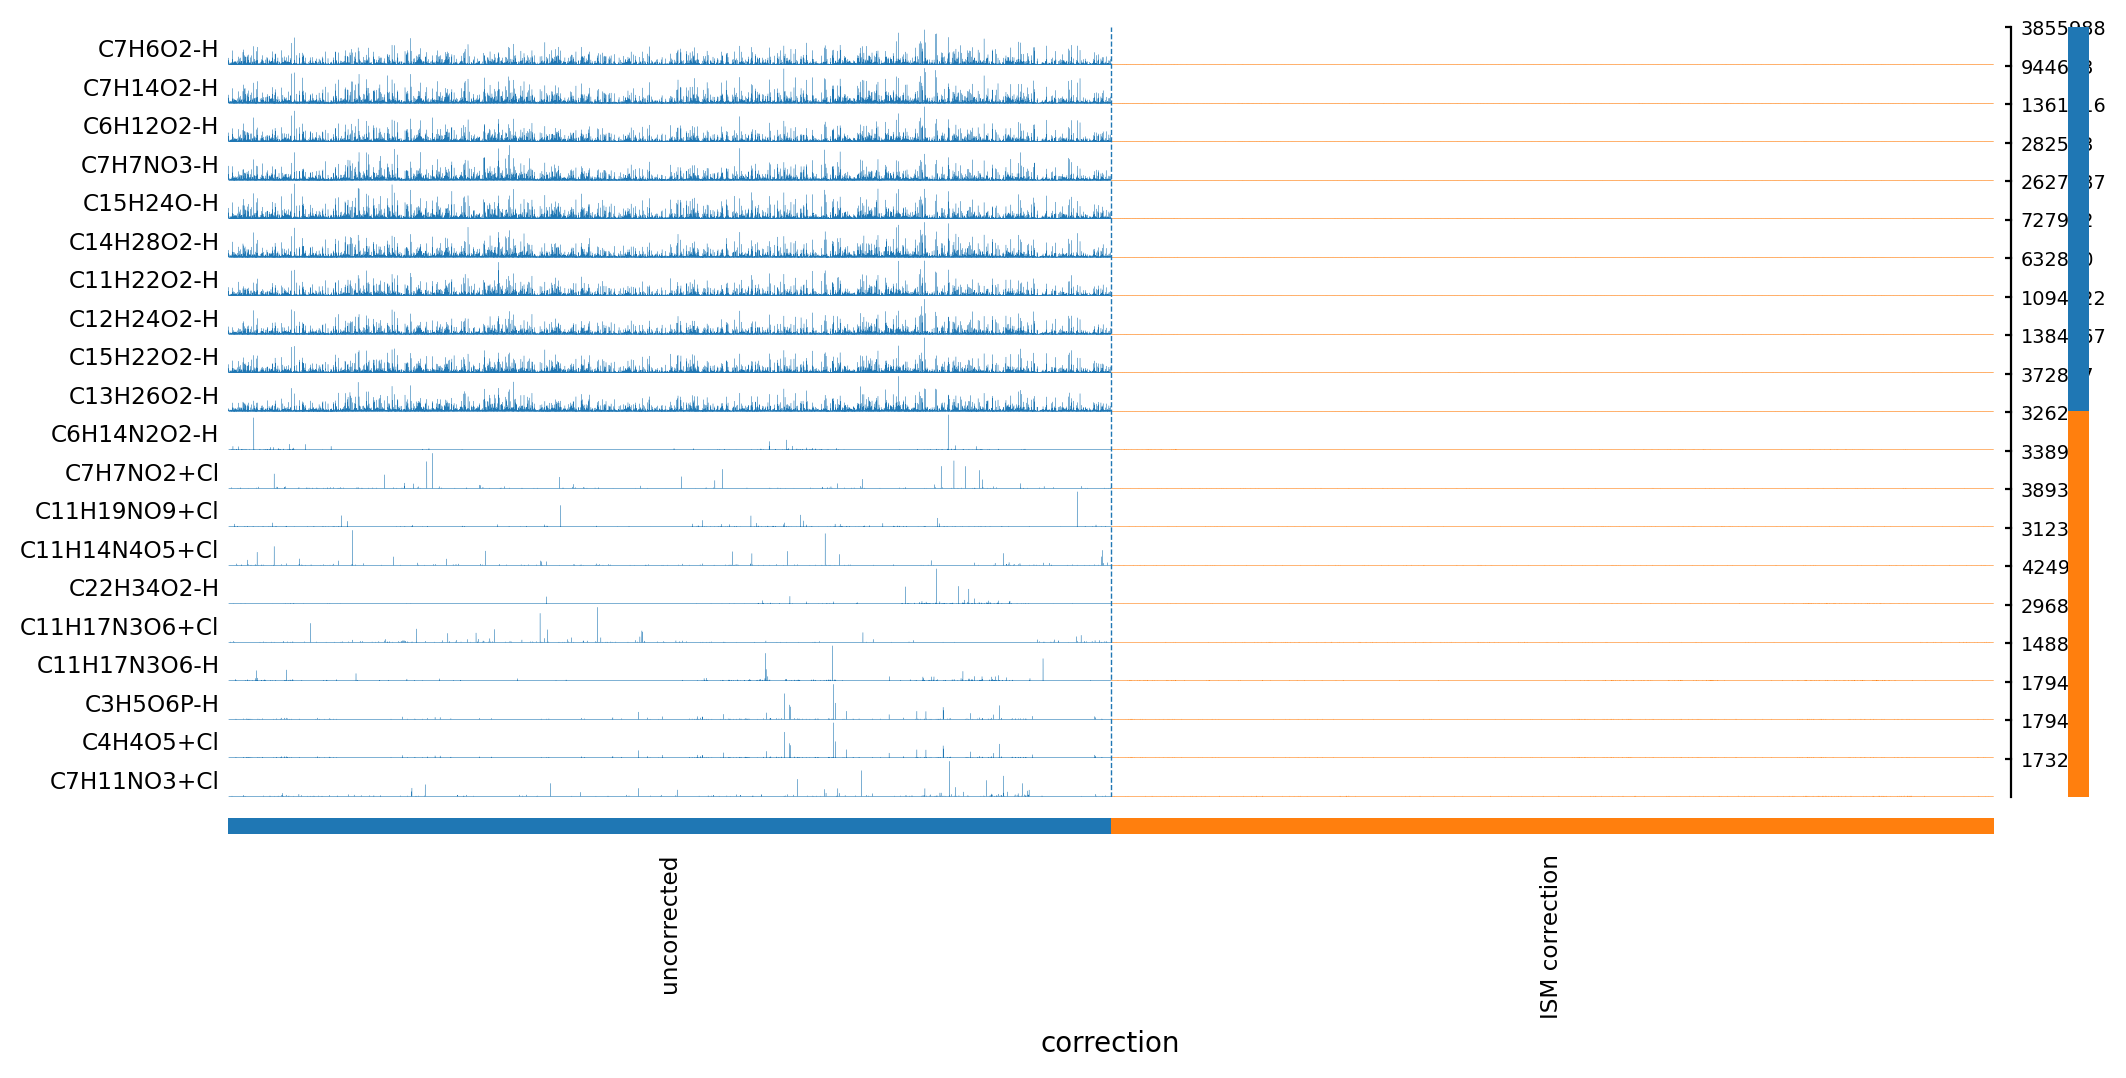 C7H6O2-H
C7H14O2-H
C6H12O2-H
C7H7NO3-H
C15H24O-H
C14H28O2-H
C11H22O2-H
C12H24O2-H
C15H22O2-H
C13H26O2-H
C6H14N2O2-H
C7H7NO2+Cl
C11H19NO9+Cl
C11H14N4O5+Cl
C22H34O2-H
C11H17N3O6+Cl
C11H17N3O6-H
C3H5O6P-H
C4H4O5+Cl
C7H11NO3+Cl
3262
3389
3893
3123
4249
2968
1488
1794
1794
1732
uncorrected
ISM correction
correction